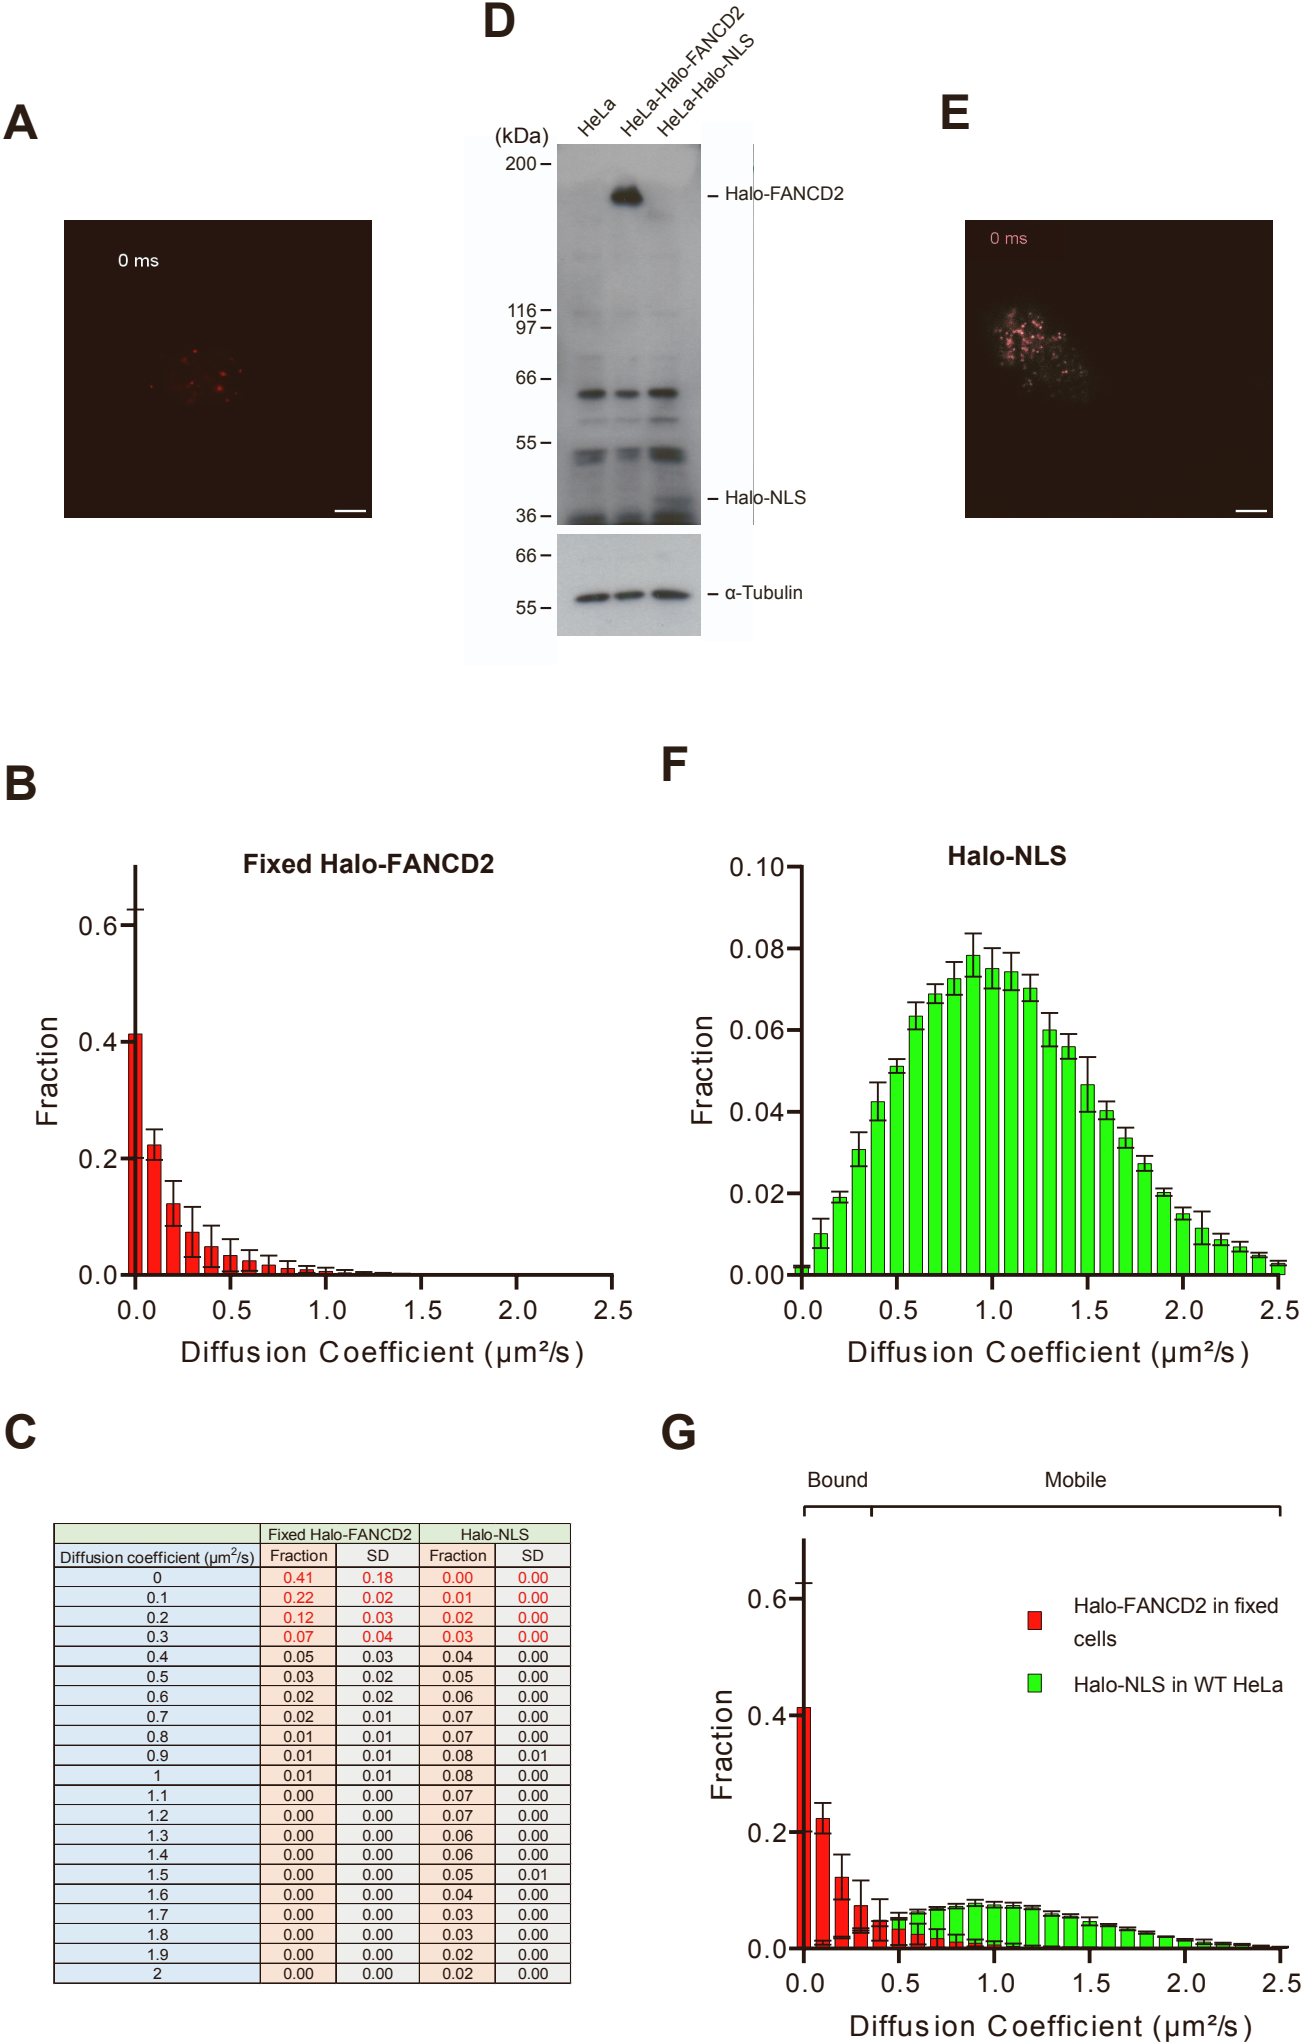 A
0 ms
D
HeLa
HeLa-Halo-FANCD2
HeLa-Halo-NLS
(kDa)
200
116
97
66
55
36
66
55
Halo-FANCD2
Halo-NLS
α-Tubulin
E
0 ms
B
Fixed Halo-FANCD2
Fraction
0.6
0.4
0.2
0.0
0.0 0.5 1.0 1.5 2.0 2.5
Diffusion Coefficient (µm²/s)
F
Halo-NLS
Fraction
0.10
0.08
0.06
0.04
0.02
0.00
0.0 0.5 1.0 1.5 2.0 2.5
Diffusion Coefficient (µm²/s)
C
Fixed Halo-FANCD2 Halo-NLS
Diffusion coefficient (µm²/s) Fraction SD Fraction SD
0 0.41 0.18 0.00 0.00
0.1 0.22 0.02 0.01 0.00
0.2 0.12 0.03 0.02 0.00
0.3 0.07 0.04 0.03 0.00
0.4 0.05 0.03 0.04 0.00
0.5 0.03 0.02 0.05 0.00
0.6 0.02 0.02 0.06 0.00
0.7 0.02 0.01 0.07 0.00
0.8 0.01 0.01 0.07 0.00
0.9 0.01 0.01 0.08 0.01
1 0.01 0.01 0.08 0.00
1.1 0.00 0.00 0.07 0.00
1.2 0.00 0.00 0.07 0.00
1.3 0.00 0.00 0.06 0.00
1.4 0.00 0.00 0.06 0.00
1.5 0.00 0.00 0.05 0.01
1.6 0.00 0.00 0.04 0.00
1.7 0.00 0.00 0.03 0.00
1.8 0.00 0.00 0.03 0.00
1.9 0.00 0.00 0.02 0.00
2 0.00 0.00 0.02 0.00
G
Bound Mobile
Halo-FANCD2 in fixed
cells
Halo-NLS in WT HeLa
Fraction
0.6
0.4
0.2
0.0
0.0 0.5 1.0 1.5 2.0 2.5
Diffusion Coefficient (µm²/s)